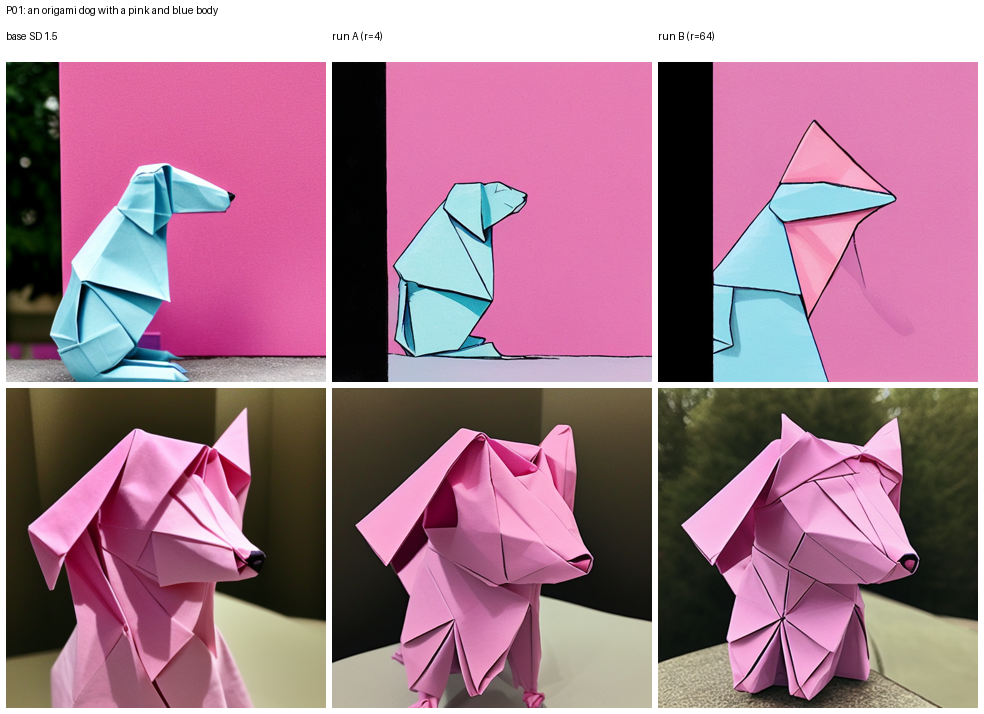 P01: an origami dog with a pink and blue body
base SD 1.5
run A (r=4)
run B (r=64)